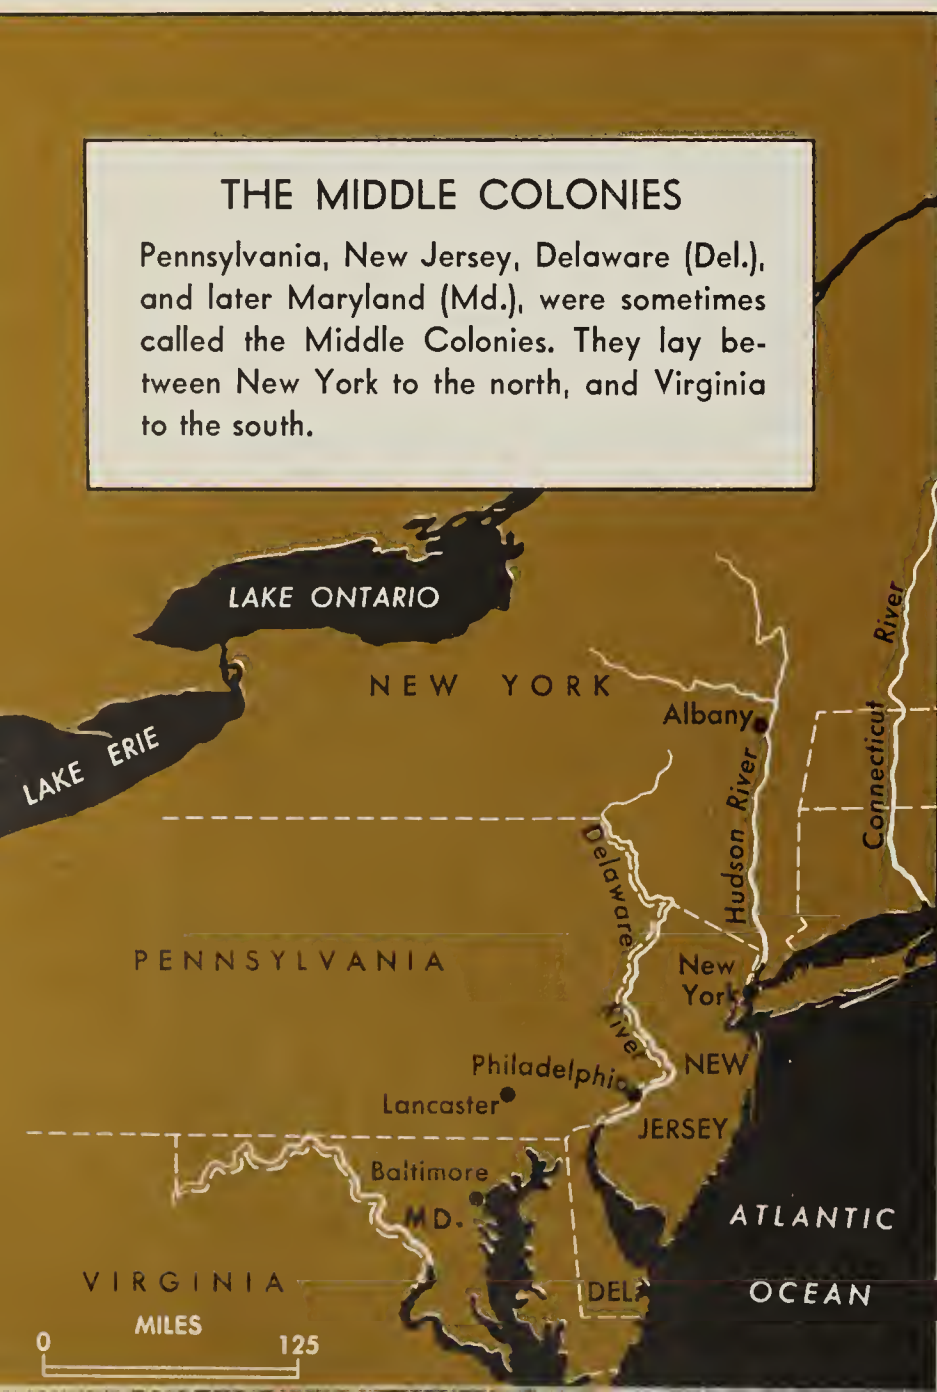 THE MIDDLE COLONIES
Pennsylvania, New Jersey, Delaware (Del.),
and later Maryland (Md.), were sometimes
called the Middle Colonies. They lay be-
tween New York to the north, and Virginia
to the south.
LAKE ONTARIO
NEW YORK
LAKE ERIE
Albany
Hudson River
Connecticut River
Delaware River
PENNSYLVANIA
New
York
Philadelphia
Lancaster
NEW
JERSEY
Baltimore
MD.
VIRGINIA
DEL.
ATLANTIC
OCEAN
MILES
0 125